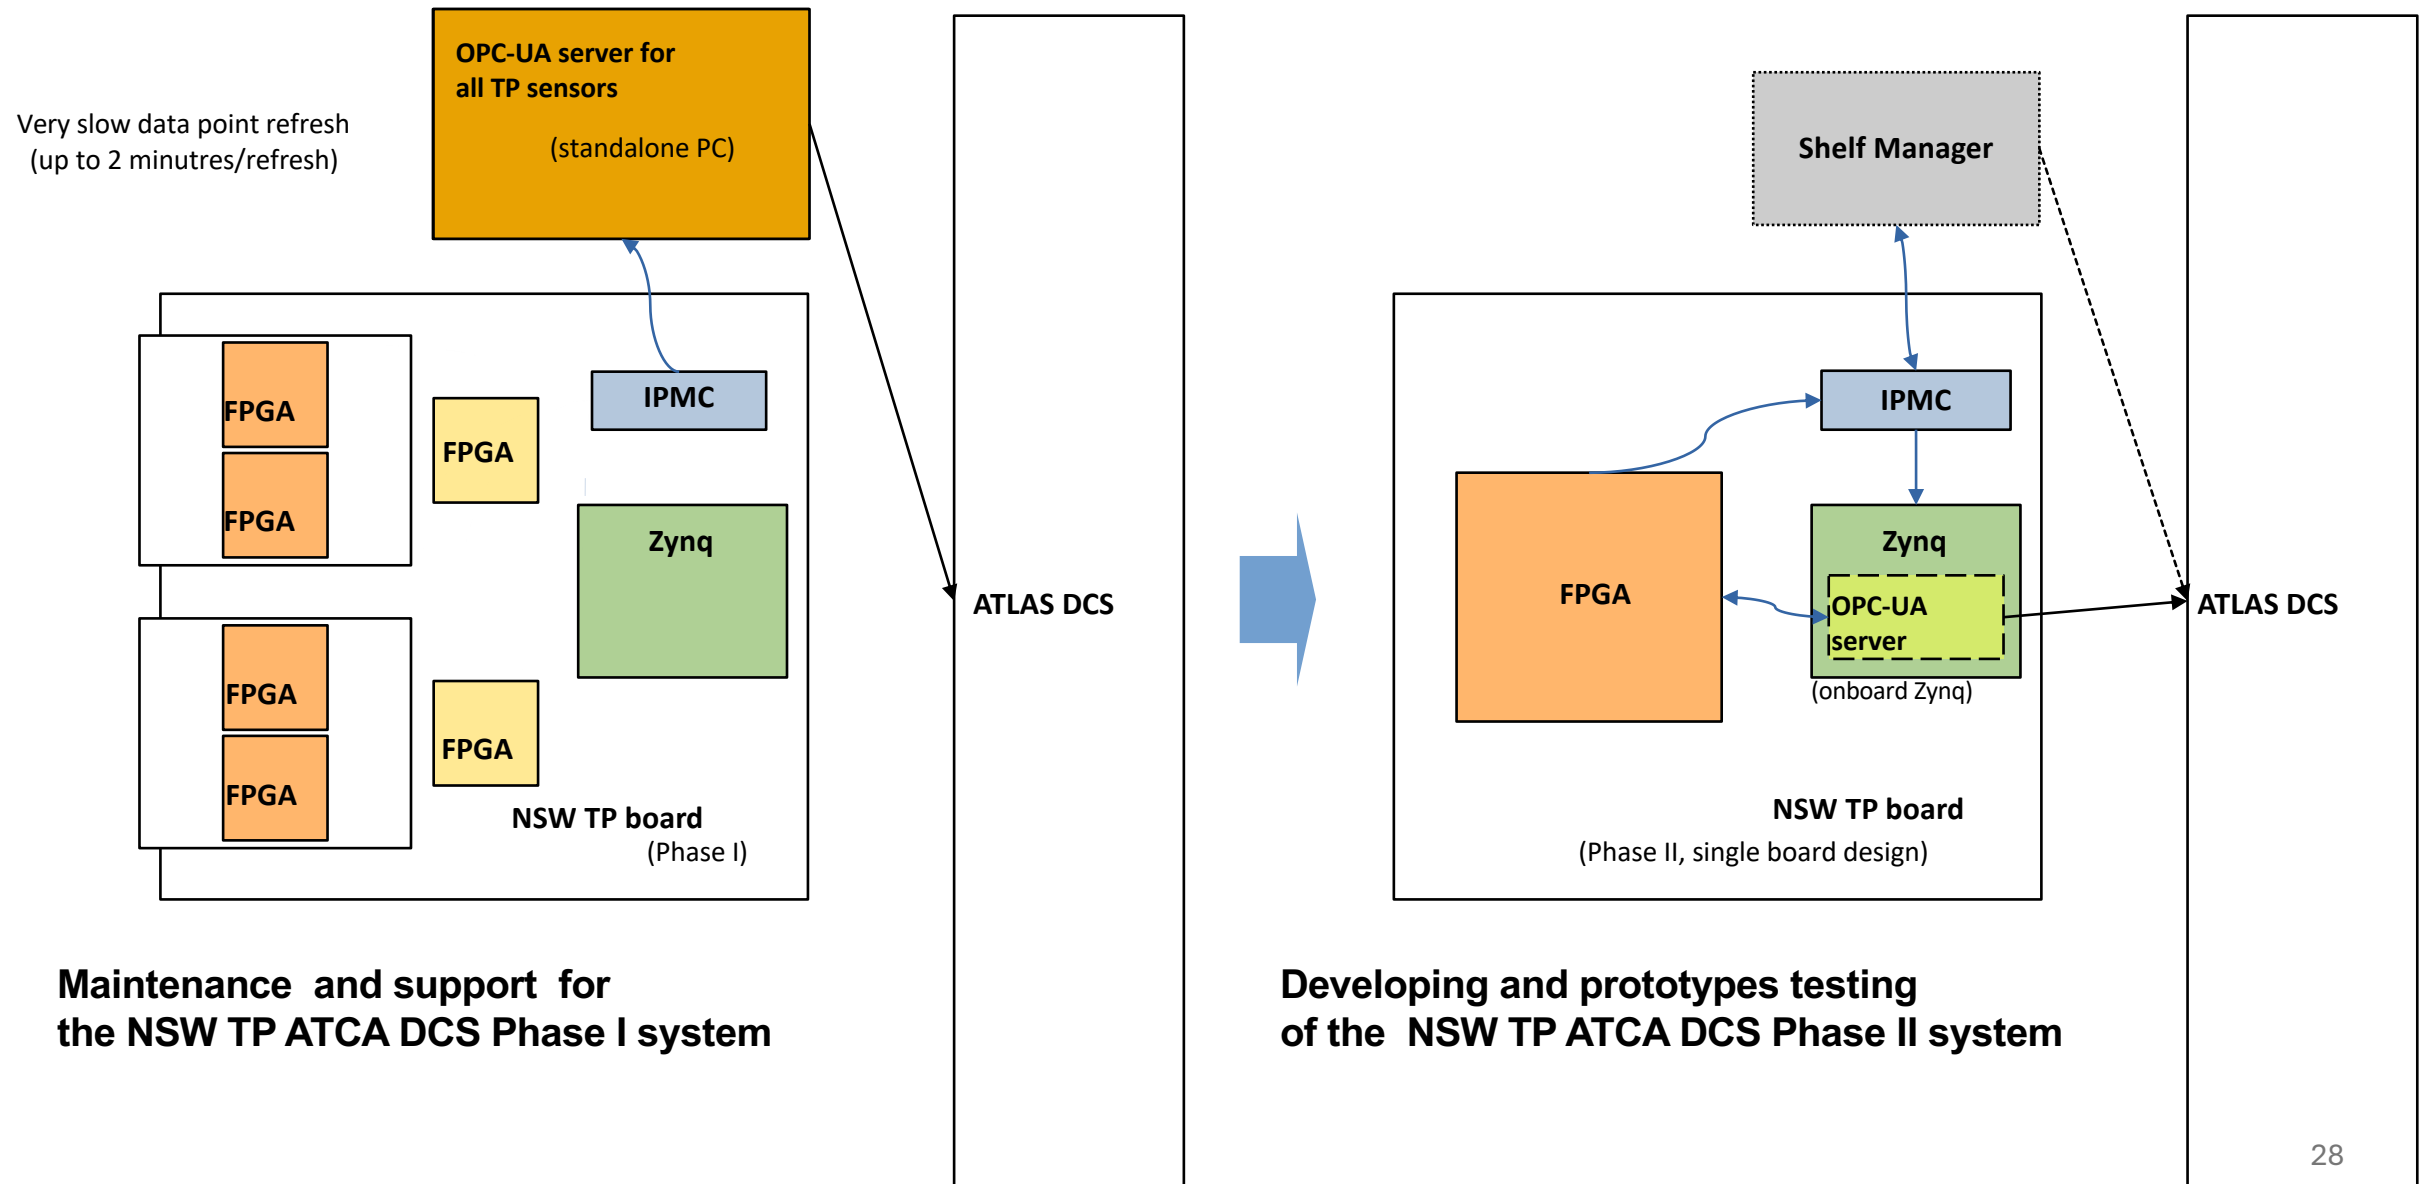 OPC-UA server for
all TP sensors
(standalone PC)
Very slow data point refresh
(up to 2 minutres/refresh)
FPGA
FPGA
FPGA
IPMC
Zynq
FPGA
FPGA
FPGA
NSW TP board
(Phase I)
ATLAS DCS
Maintenance and support for
the NSW TP ATCA DCS Phase I system
Shelf Manager
IPMC
FPGA
Zynq
OPC-UA
server
(onboard Zynq)
NSW TP board
(Phase II, single board design)
ATLAS DCS
Developing and prototypes testing
of the NSW TP ATCA DCS Phase II system
28